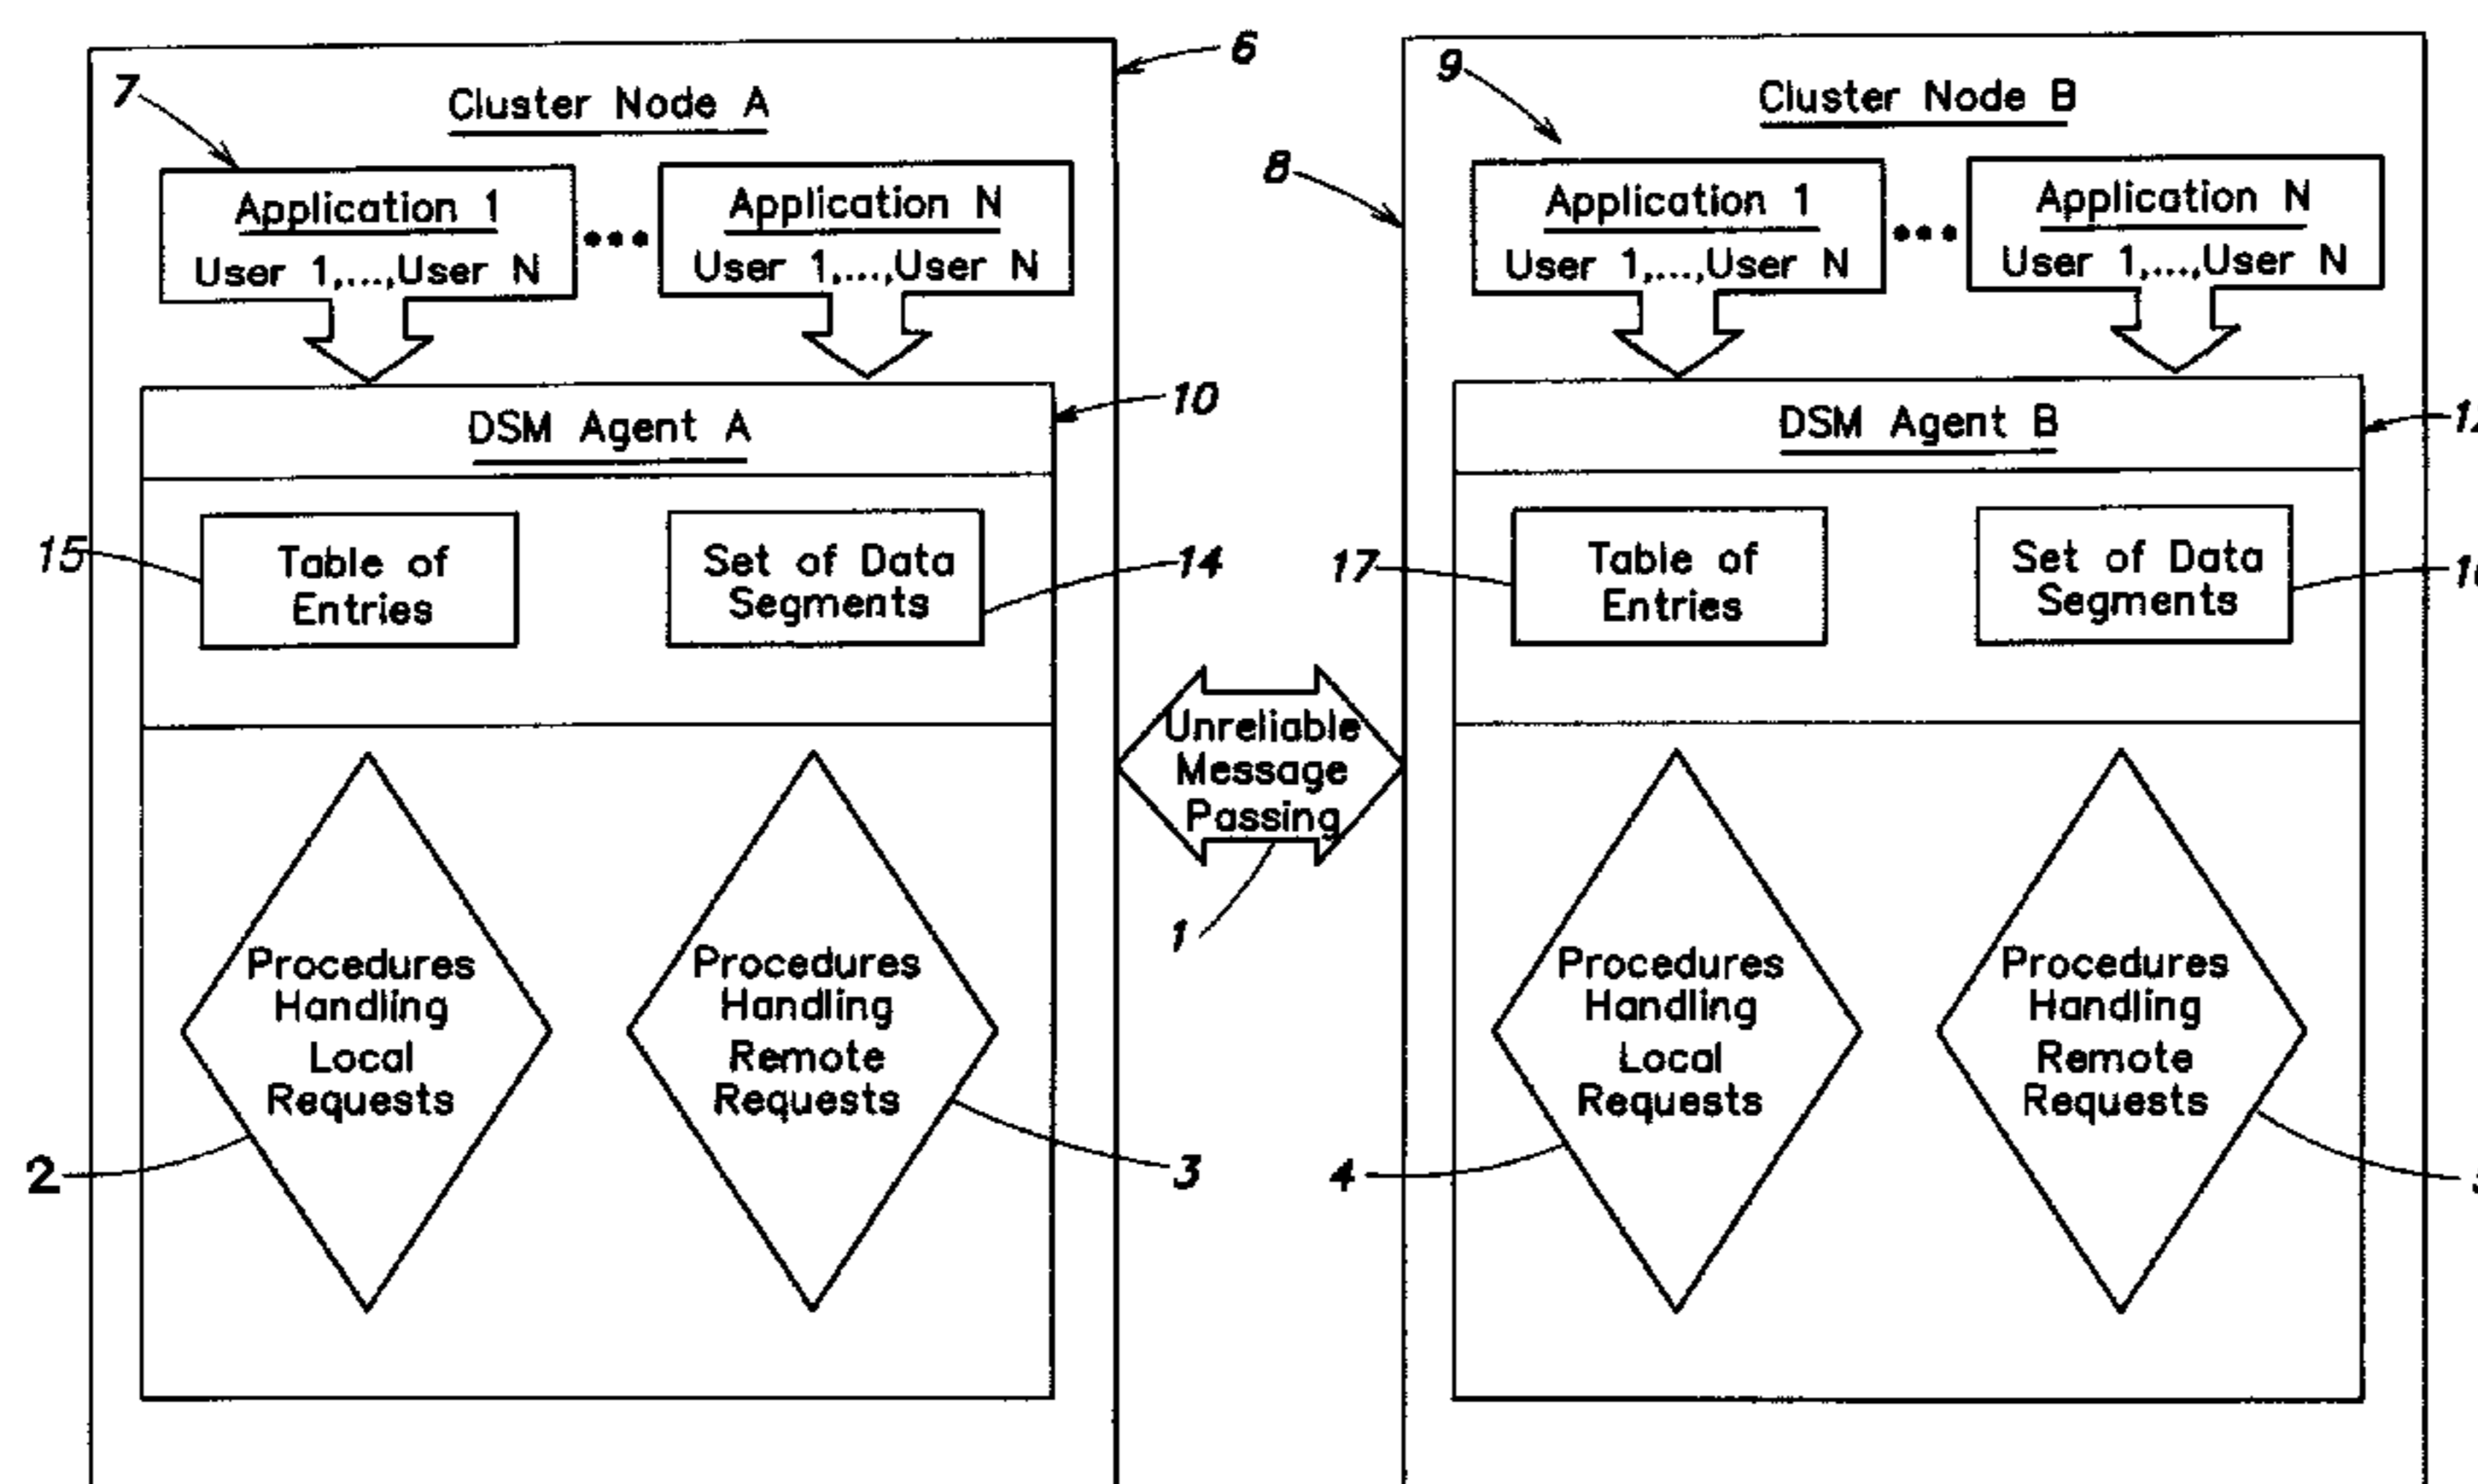 6
7
Cluster Node A
Application 1
User 1,...,User N
•••
Application N
User 1,...,User N
10
DSM Agent A
15
Table of
Entries
Set of Data
Segments
14
Procedures
Handling
Local
Requests
2
Procedures
Handling
Remote
Requests
3
Unreliable
Message
Passing
1
9
8
Cluster Node B
Application 1
User 1,...,User N
•••
Application N
User 1,...,User N
DSM Agent B
17
Table of
Entries
Set of Data
Segments
Procedures
Handling
Local
Requests
4
Procedures
Handling
Remote
Requests